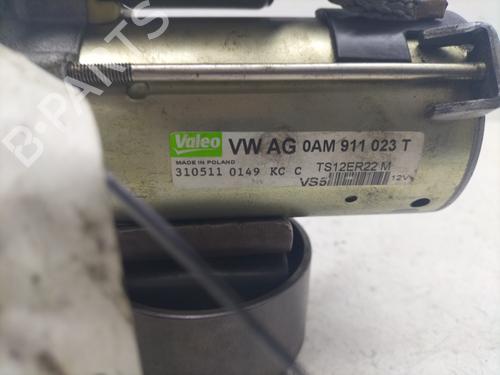 Valeo VW AG 0AM 911 023 T
MADE IN POLAND
310511 0149 KC C TS12ER22 M
VS5 12V
B-PARTS